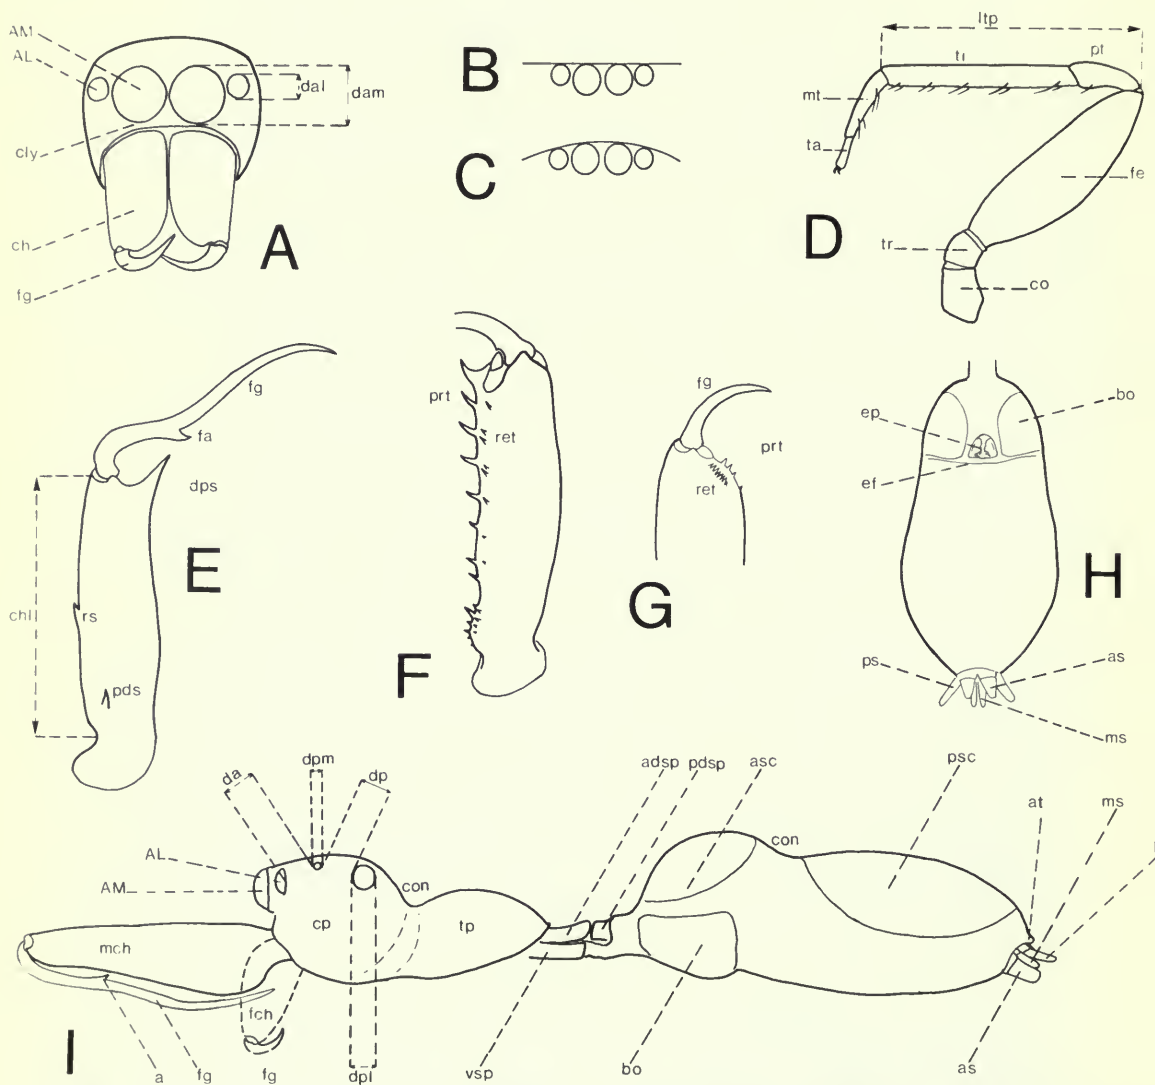 AM
AL
dal
dam
cly
ch
fg
A
B
C
ltp
ti
pt
mt
ta
fe
tr
co
D
fg
fa
dps
chl
rs
pds
E
prt
ret
F
fg
prt
ret
G
ep
bo
ef
H
ps
as
ms
da
dpm
dp
adsp
pdsp
asc
psc
at
ms
AL
AM
con
con
cp
tp
mch
fch
I
a
fg
fg
dpl
vsp
bo
as